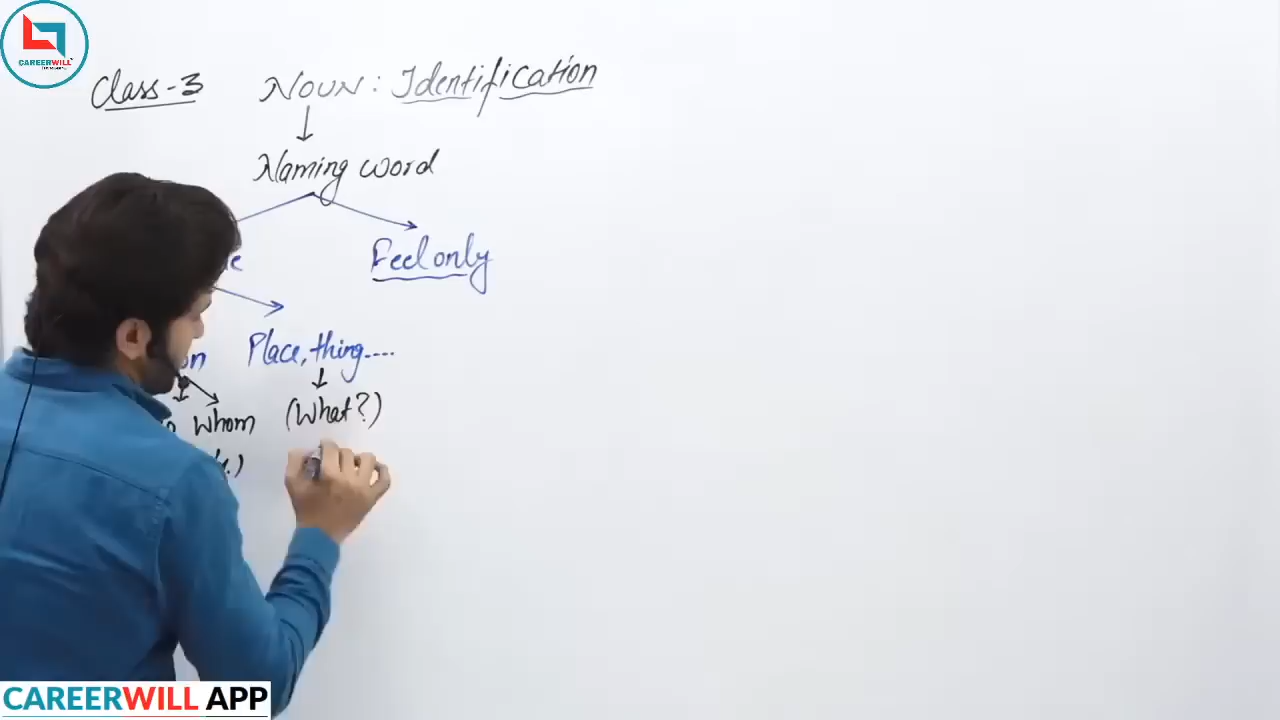 CAREERWILL
Class-3 Noun: Identification
Naming word
Feel only
Place, thing....
Whom (What?)
CAREERWILL APP